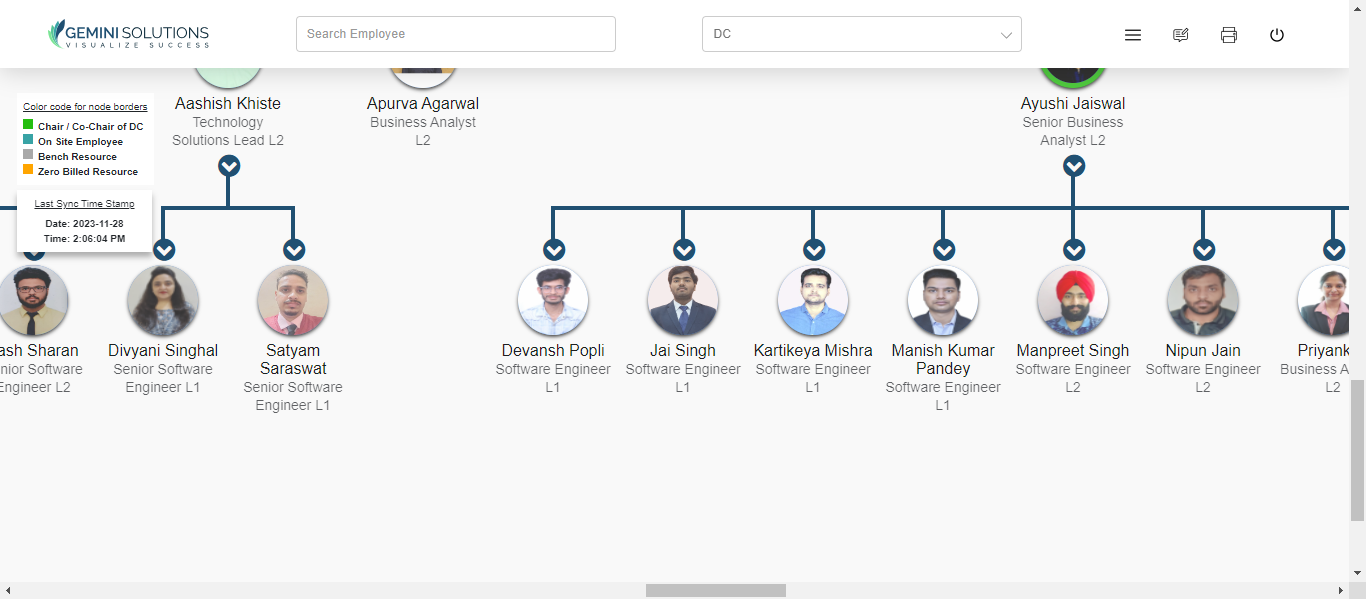 GEMINI SOLUTIONS
VISUALIZE SUCCESS
Search Employee
DC
Color code for node borders
Chair / Co-Chair of DC
On Site Employee
Bench Resource
Zero Billed Resource
Last Sync Time Stamp
Date: 2023-11-28
Time: 2:06:04 PM
Aashish Khiste
Technology
Solutions Lead L2
Apurva Agarwal
Business Analyst
L2
Ayushi Jaiswal
Senior Business
Analyst L2
ash Sharan
nior Software
Engineer L2
Divyani Singhal
Senior Software
Engineer L1
Satyam
Saraswat
Senior Software
Engineer L1
Devansh Popli
Software Engineer
L1
Jai Singh
Software Engineer
L1
Kartikeya Mishra
Software Engineer
L1
Manish Kumar
Pandey
Software Engineer
L1
Manpreet Singh
Software Engineer
L2
Nipun Jain
Software Engineer
L2
Priyank
Business A
L2